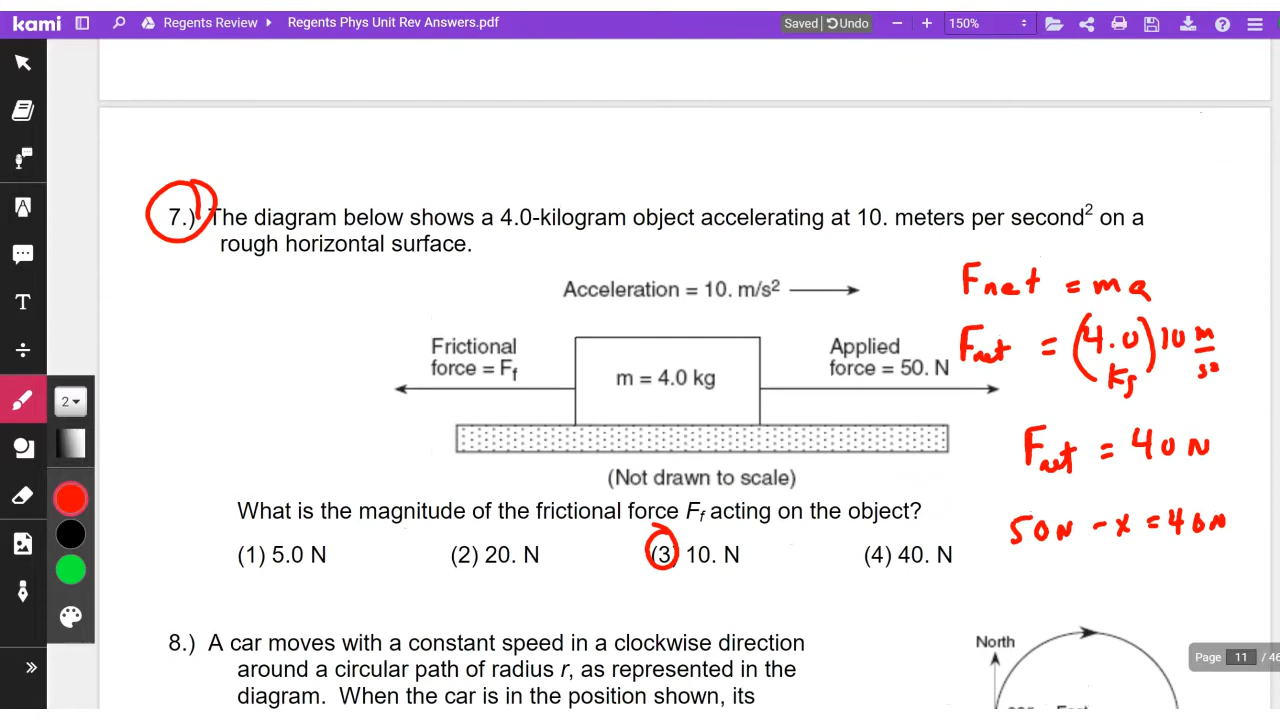 kami Regents Review Regents Phys Unit Rev Answers.pdf Saved Undo 150%
7.) The diagram below shows a 4.0-kilogram object accelerating at 10. meters per second² on a
rough horizontal surface.
Acceleration = 10. m/s²
Frictional
force = Ff
m = 4.0 kg
Applied
force = 50. N
(Not drawn to scale)
Fnet = ma
Fnet = (4.0 kg) 10 m/s²
Fnet = 40 N
50N - x = 40N
What is the magnitude of the frictional force Ff acting on the object?
(1) 5.0 N (2) 20. N (3) 10. N (4) 40. N
8.) A car moves with a constant speed in a clockwise direction
around a circular path of radius r, as represented in the
diagram. When the car is in the position shown, its
North
T
2
Page 11 / 46